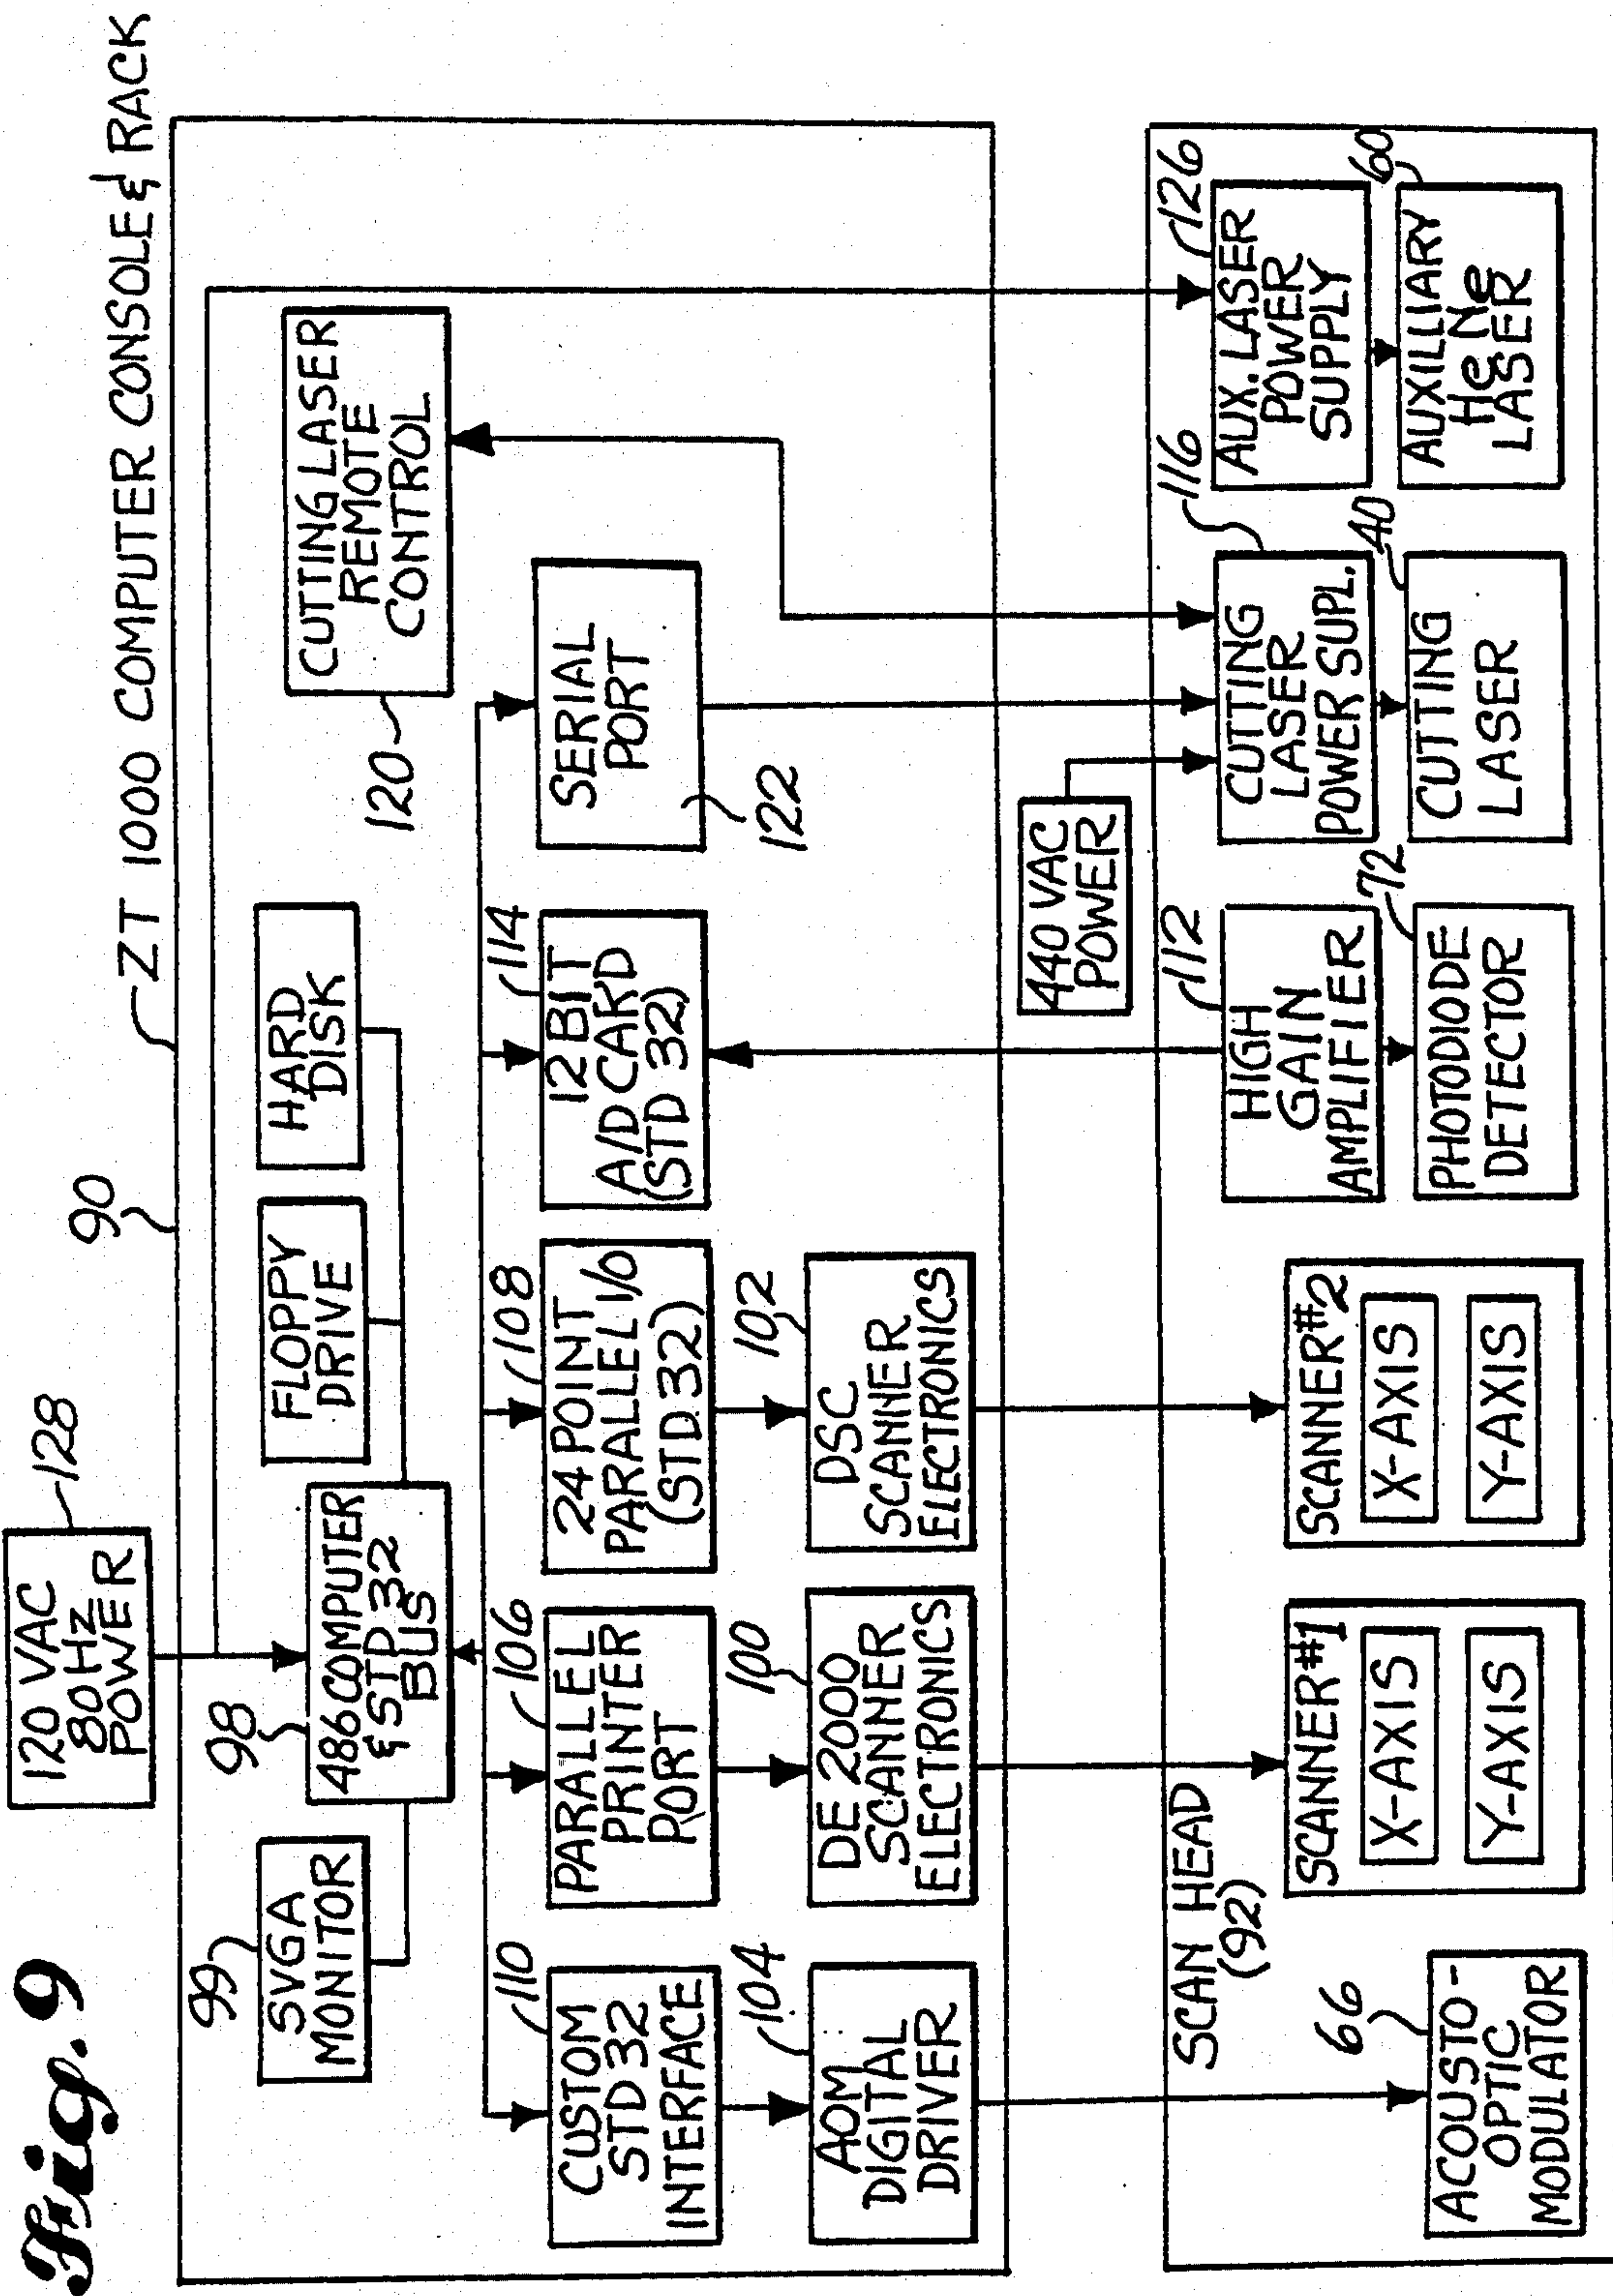 Fig. 9
120 VAC
80 Hz
POWER
128
90
ZT 1000 COMPUTER CONSOLE & RACK
99
SVGA
MONITOR
98
486 COMPUTER
& STD 32
BUS
FLOPPY
DRIVE
HARD
DISK
CUTTING LASER
REMOTE
CONTROL
120
110
CUSTOM
STD 32
INTERFACE
106
PARALLEL
PRINTER
PORT
108
24 POINT
PARALLEL I/O
(STD 32)
114
12 BIT
A/D CARD
(STD 32)
SERIAL
PORT
122
104
AOM
DIGITAL
DRIVER
100
DE 2000
SCANNER
ELECTRONICS
102
DSC
SCANNER
ELECTRONICS
440 VAC
POWER
SCAN HEAD
(92)
66
ACOUSTO-
OPTIC
MODULATOR
SCANNER#1
X-AXIS
Y-AXIS
SCANNER#2
X-AXIS
Y-AXIS
112
HIGH
GAIN
AMPLIFIER
72
PHOTODIODE
DETECTOR
116
CUTTING
LASER
POWER SUPL.
40
CUTTING
LASER
126
AUX. LASER
POWER
SUPPLY
60
AUXILLIARY
HeNe
LASER